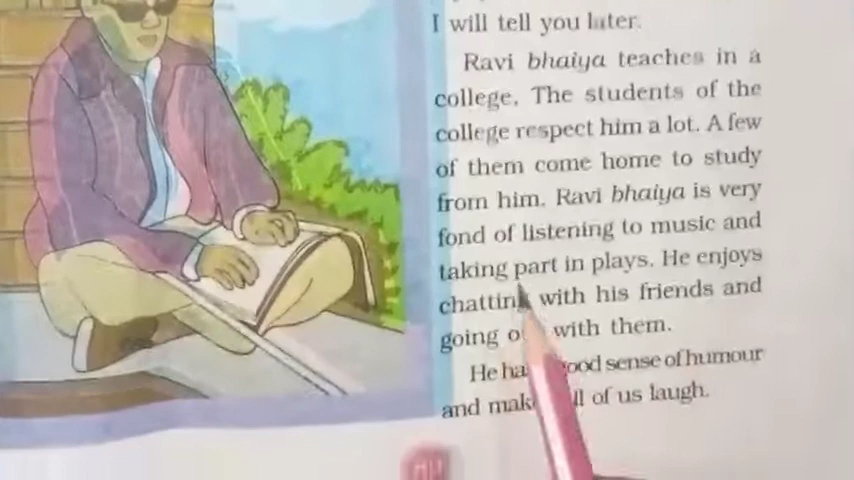 I will tell you later.
Ravi bhaiya teaches in a
college. The students of the
college respect him a lot. A few
of them come home to study
from him. Ravi bhaiya is very
fond of listening to music and
taking part in plays. He enjoys
with his friends and
going with them.
He sense of humour
and of us laugh.